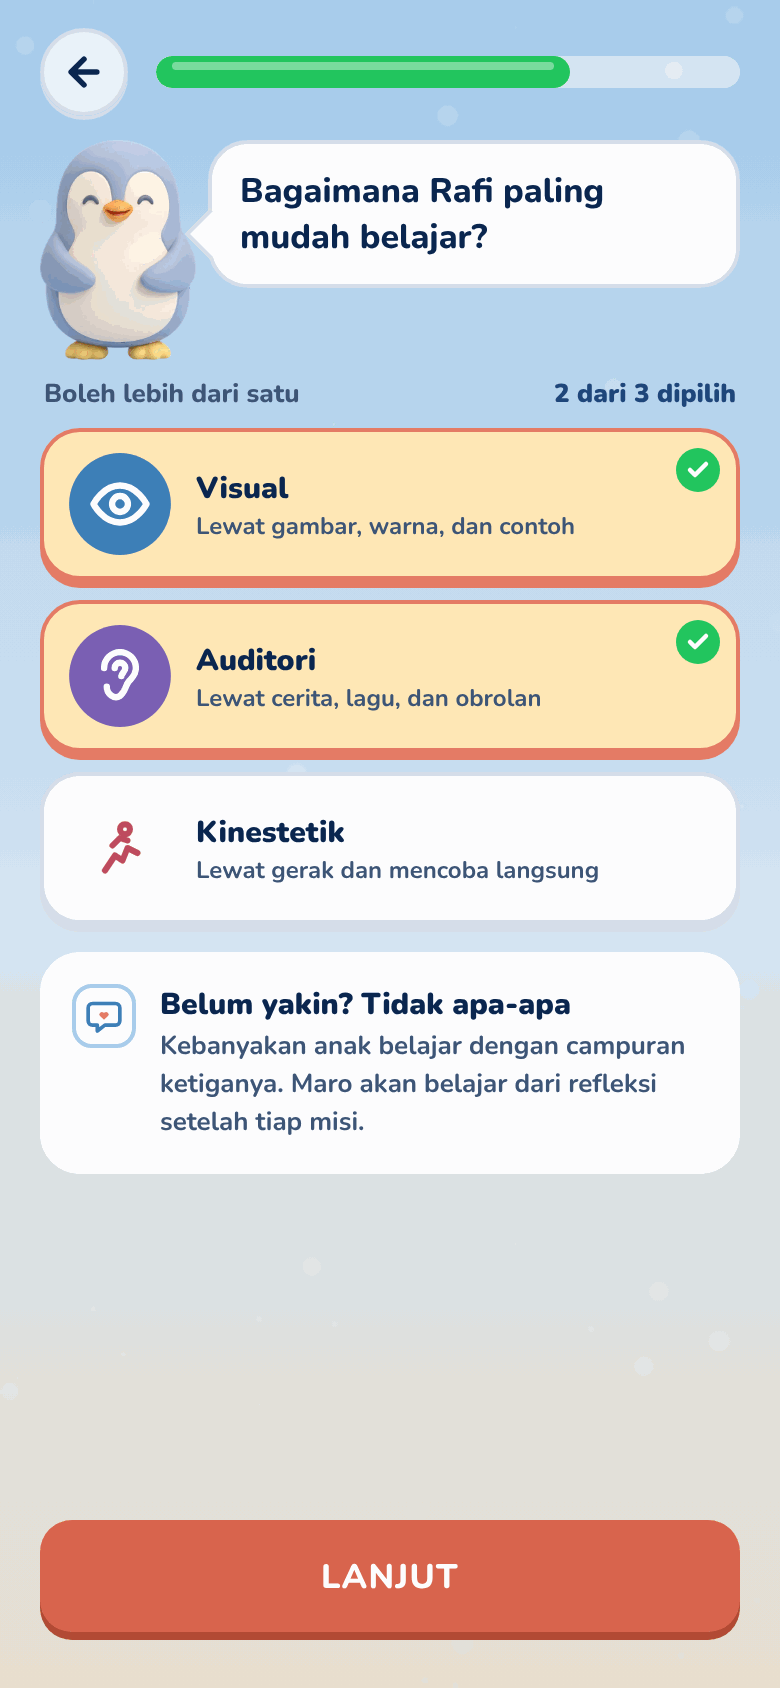 Bagaimana Rafi paling
mudah belajar?
Boleh lebih dari satu
2 dari 3 dipilih
Visual
Lewat gambar, warna, dan contoh
Auditori
Lewat cerita, lagu, dan obrolan
Kinestetik
Lewat gerak dan mencoba langsung
Belum yakin? Tidak apa-apa
Kebanyakan anak belajar dengan campuran
ketiganya. Maro akan belajar dari refleksi
setelah tiap misi.
LANJUT